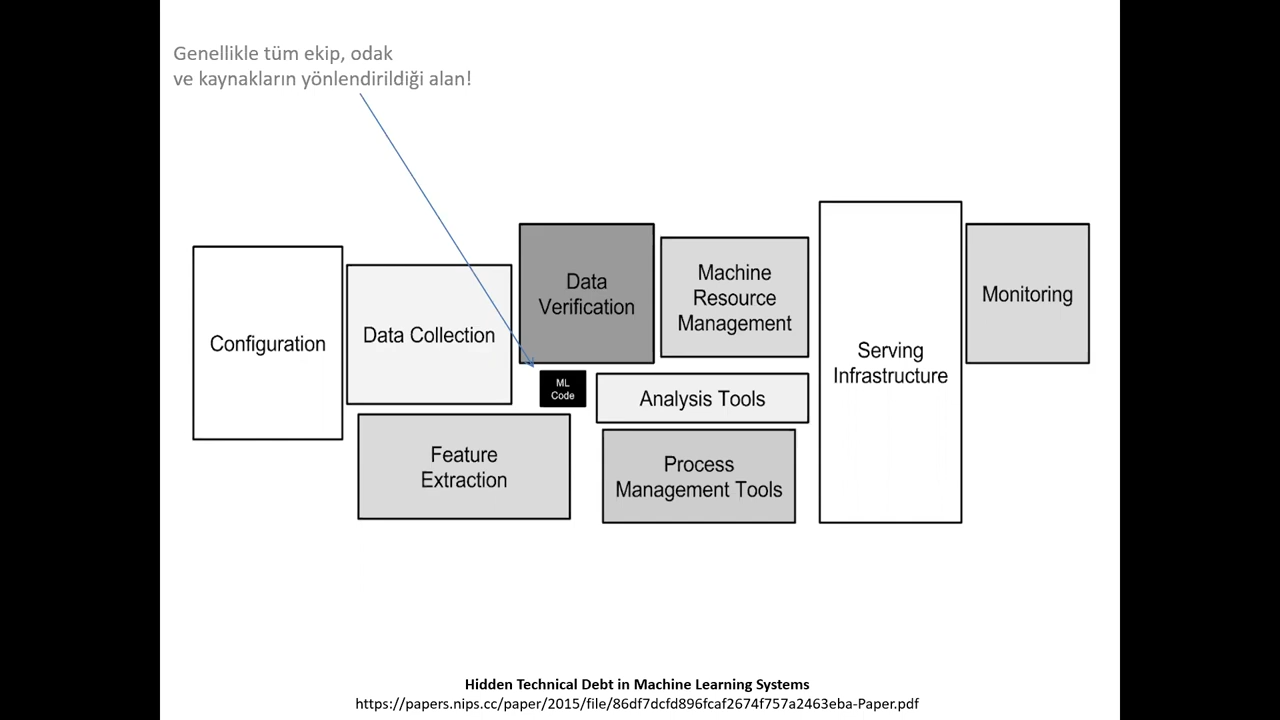 Genellikle tüm ekip, odak
ve kaynakların yönlendirildiği alan!
Configuration
Data Collection
Data
Verification
Machine
Resource
Management
Serving
Infrastructure
Monitoring
ML
Code
Analysis Tools
Feature
Extraction
Process
Management Tools
Hidden Technical Debt in Machine Learning Systems
https://papers.nips.cc/paper/2015/file/86df7dcfd896fcaf2674f757a2463eba-Paper.pdf